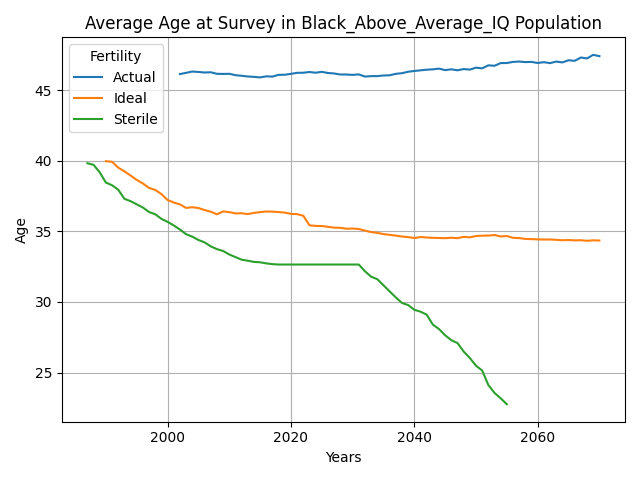 Average Age at Survey in Black_Above_Average_IQ Population
Fertility
Actual
Ideal
Sterile
Age
45
40
35
30
25
2000
2020
2040
2060
Years